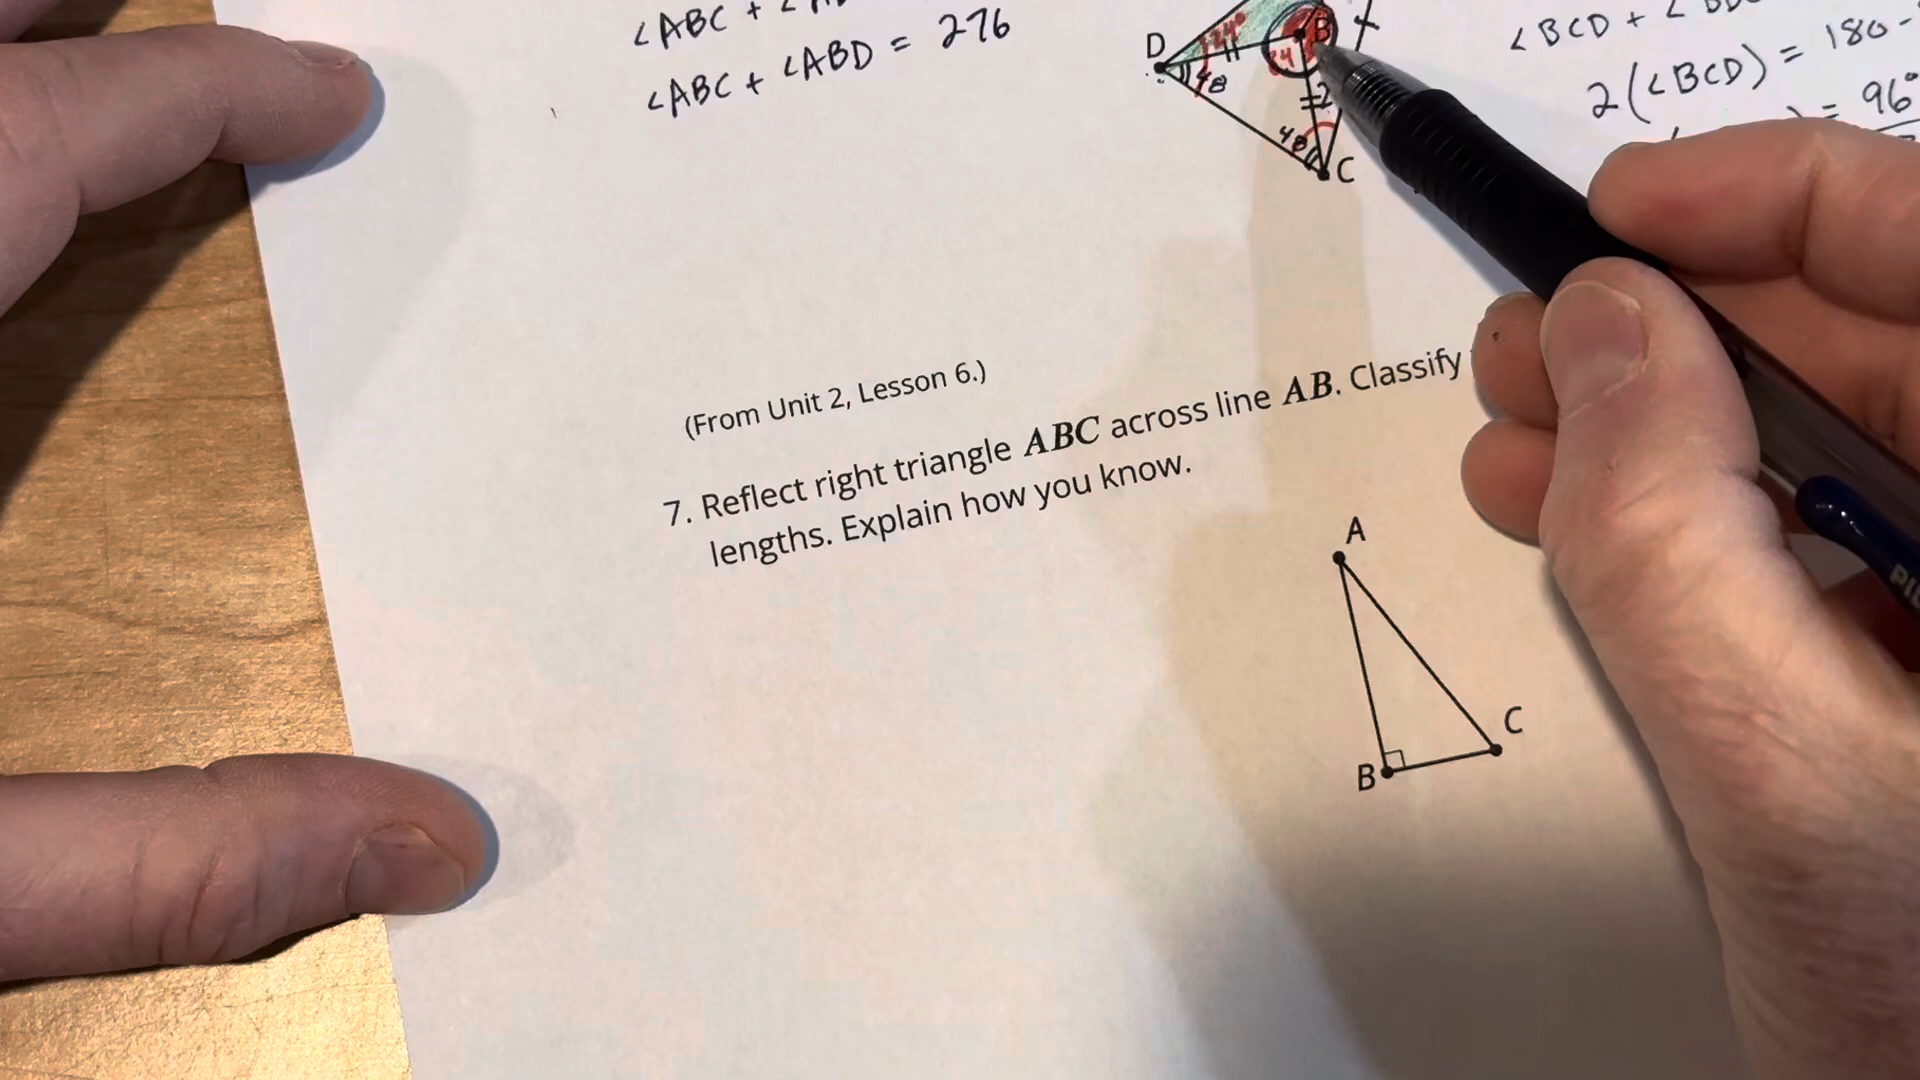 ∠ABC + ∠
∠ABC + ∠ABD = 276
D
B
48
48
C
∠BCD + ∠
2(∠BCD) = 180 -
= 96°
(From Unit 2, Lesson 6.)
7. Reflect right triangle ABC across line AB. Classify
lengths. Explain how you know.
A
B
C